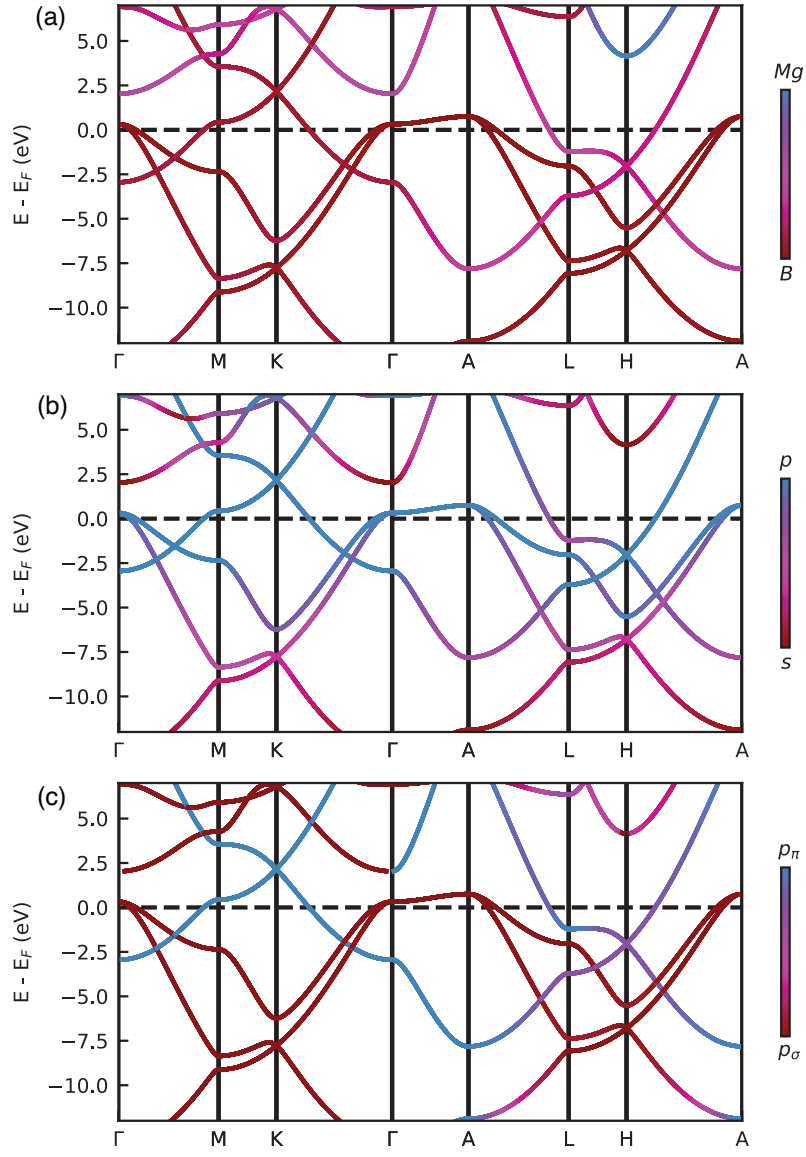 (a)
5.0
2.5
0.0
−2.5
−5.0
−7.5
−10.0
E - E_F (eV)
Γ M K Γ A L H A
Mg
B
(b)
5.0
2.5
0.0
−2.5
−5.0
−7.5
−10.0
E - E_F (eV)
Γ M K Γ A L H A
p
s
(c)
5.0
2.5
0.0
−2.5
−5.0
−7.5
−10.0
E - E_F (eV)
Γ M K Γ A L H A
p_π
p_σ